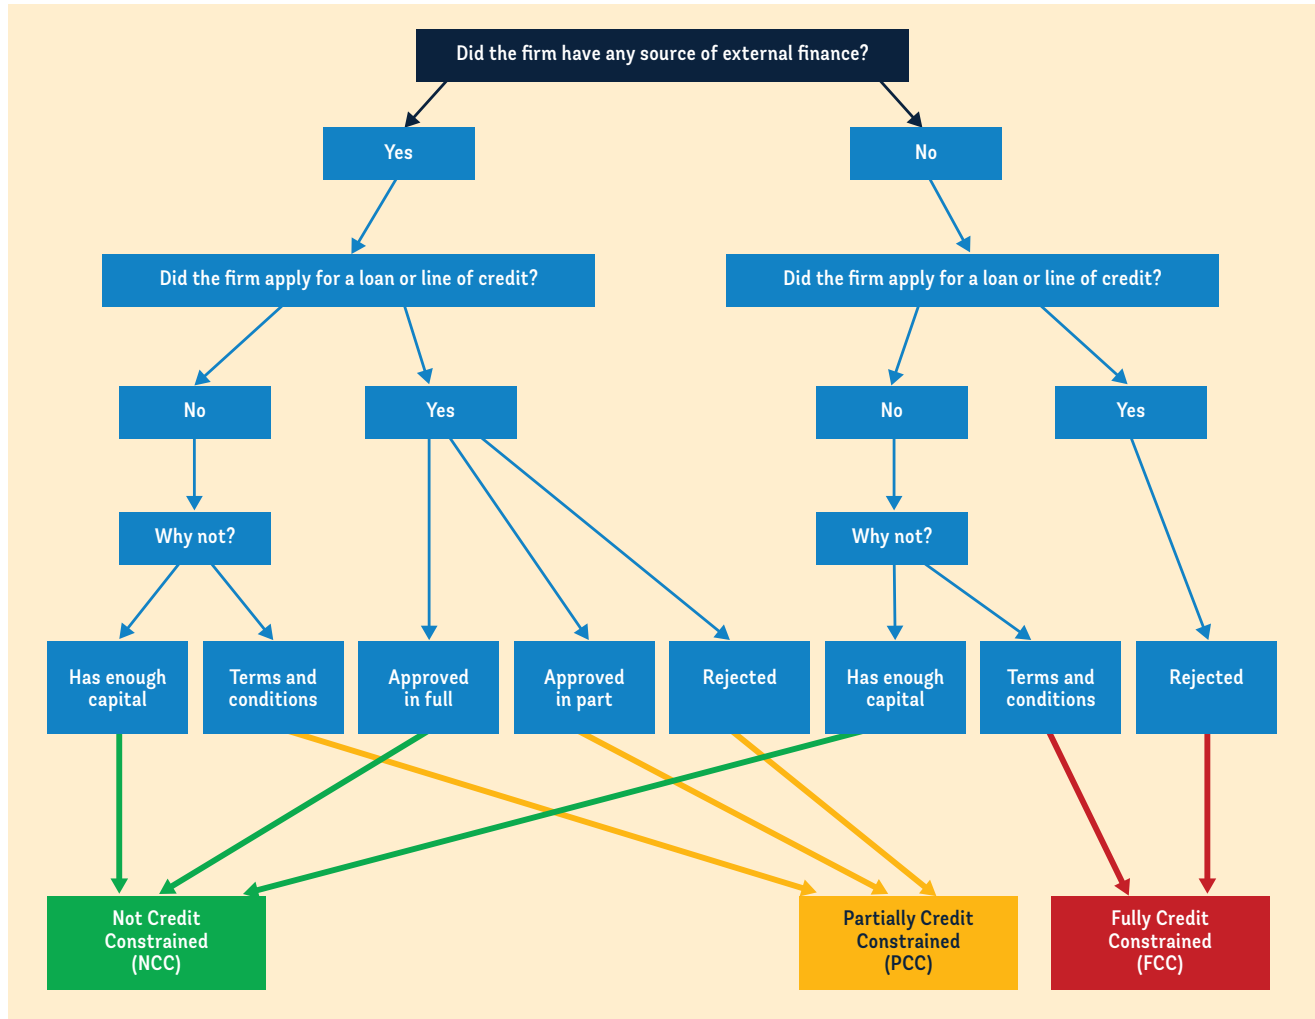 Did the firm have any source of external finance?
Yes
No
Did the firm apply for a loan or line of credit?
Did the firm apply for a loan or line of credit?
No
Yes
No
Yes
Why not?
Why not?
Has enough
capital
Terms and
conditions
Approved
in full
Approved
in part
Rejected
Has enough
capital
Terms and
conditions
Rejected
Not Credit
Constrained
(NCC)
Partially Credit
Constrained
(PCC)
Fully Credit
Constrained
(FCC)